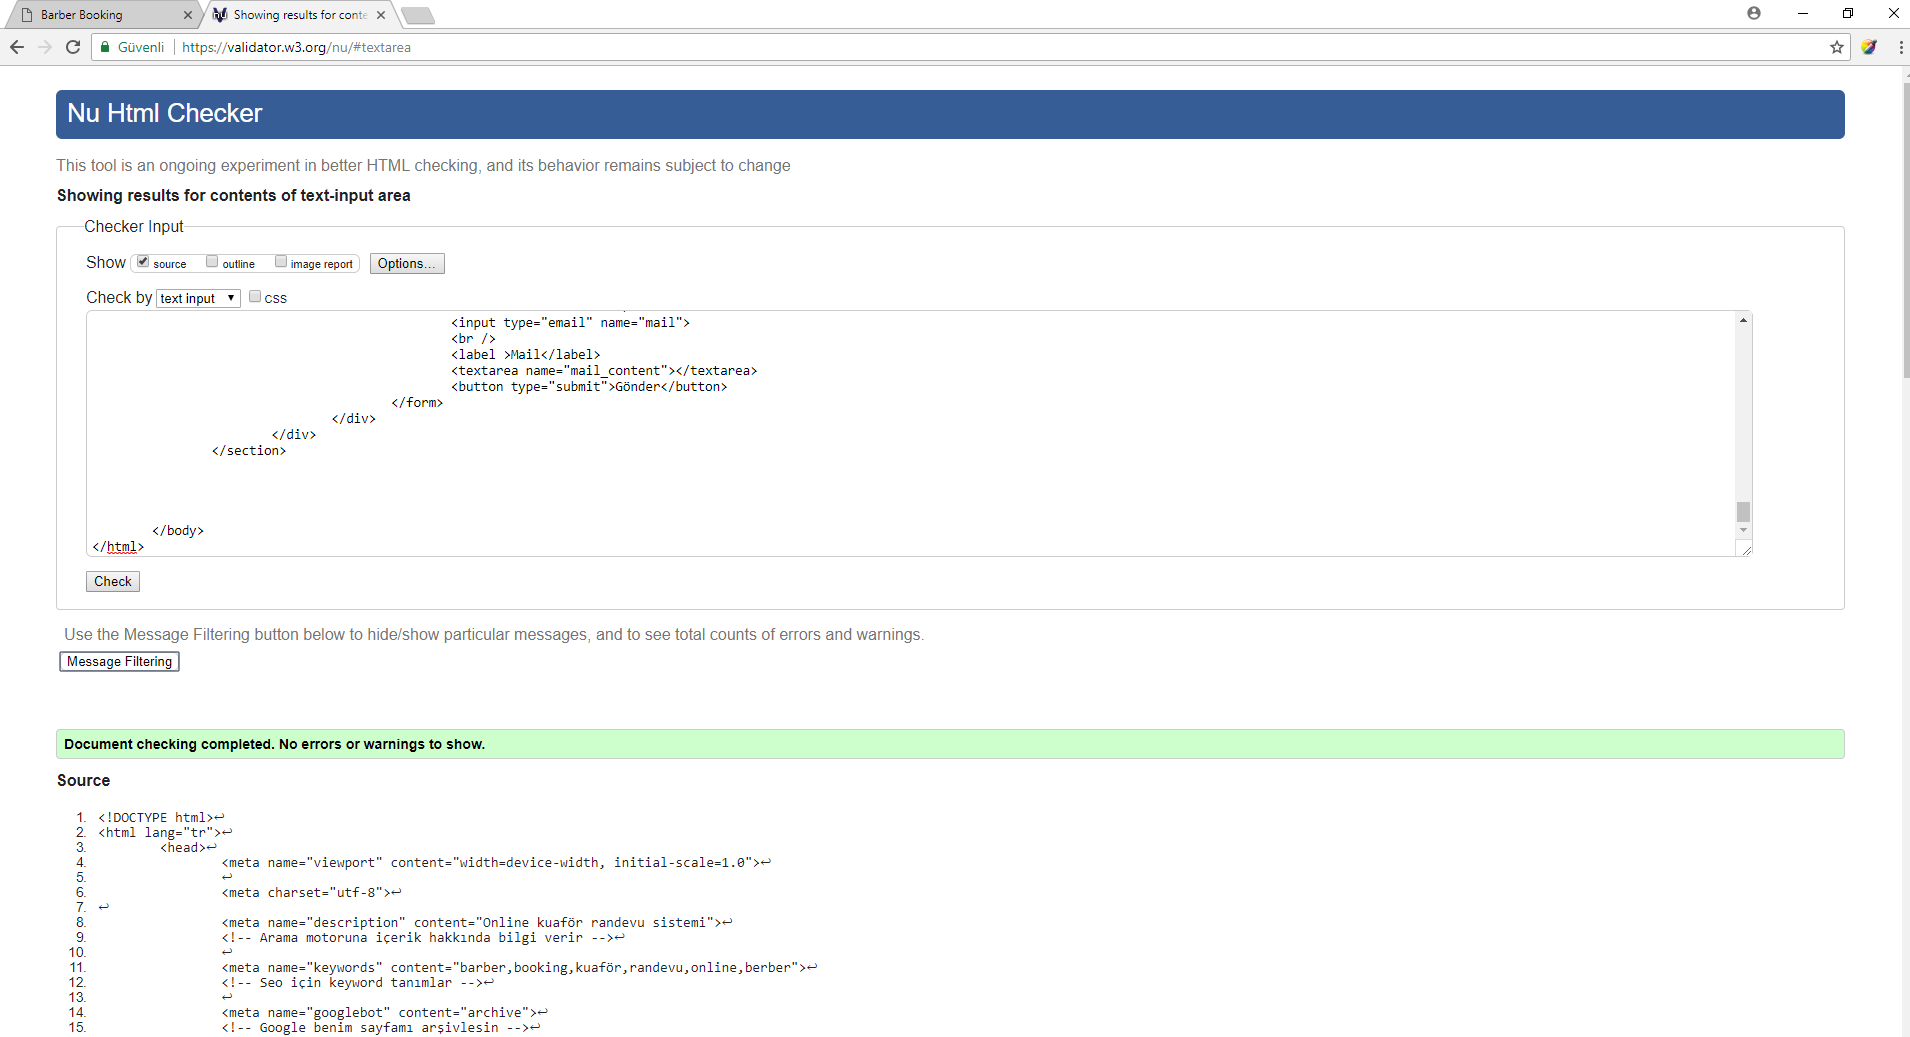 Barber Booking
Showing results for conte
Güvenli https://validator.w3.org/nu/#textarea
Nu Html Checker
This tool is an ongoing experiment in better HTML checking, and its behavior remains subject to change
Showing results for contents of text-input area
Checker Input
Show source outline image report Options...
Check by text input css
<input type="email" name="mail">
<br />
<label >Mail</label>
<textarea name="mail_content"></textarea>
<button type="submit">Gönder</button>
</form>
</div>
</div>
</section>
</body>
</html>
Check
Use the Message Filtering button below to hide/show particular messages, and to see total counts of errors and warnings.
Message Filtering
Document checking completed. No errors or warnings to show.
Source
1. <!DOCTYPE html>↩
2. <html lang="tr">↩
3. <head>↩
4. <meta name="viewport" content="width=device-width, initial-scale=1.0">↩
5. ↩
6. <meta charset="utf-8">↩
7. ↩
8. <meta name="description" content="Online kuaför randevu sistemi">↩
9. <!-- Arama motoruna içerik hakkında bilgi verir -->↩
10. ↩
11. <meta name="keywords" content="barber,booking,kuaför,randevu,online,berber">↩
12. <!-- Seo için keyword tanımlar -->↩
13. ↩
14. <meta name="googlebot" content="archive">↩
15. <!-- Google benim sayfamı arşivlesin -->↩